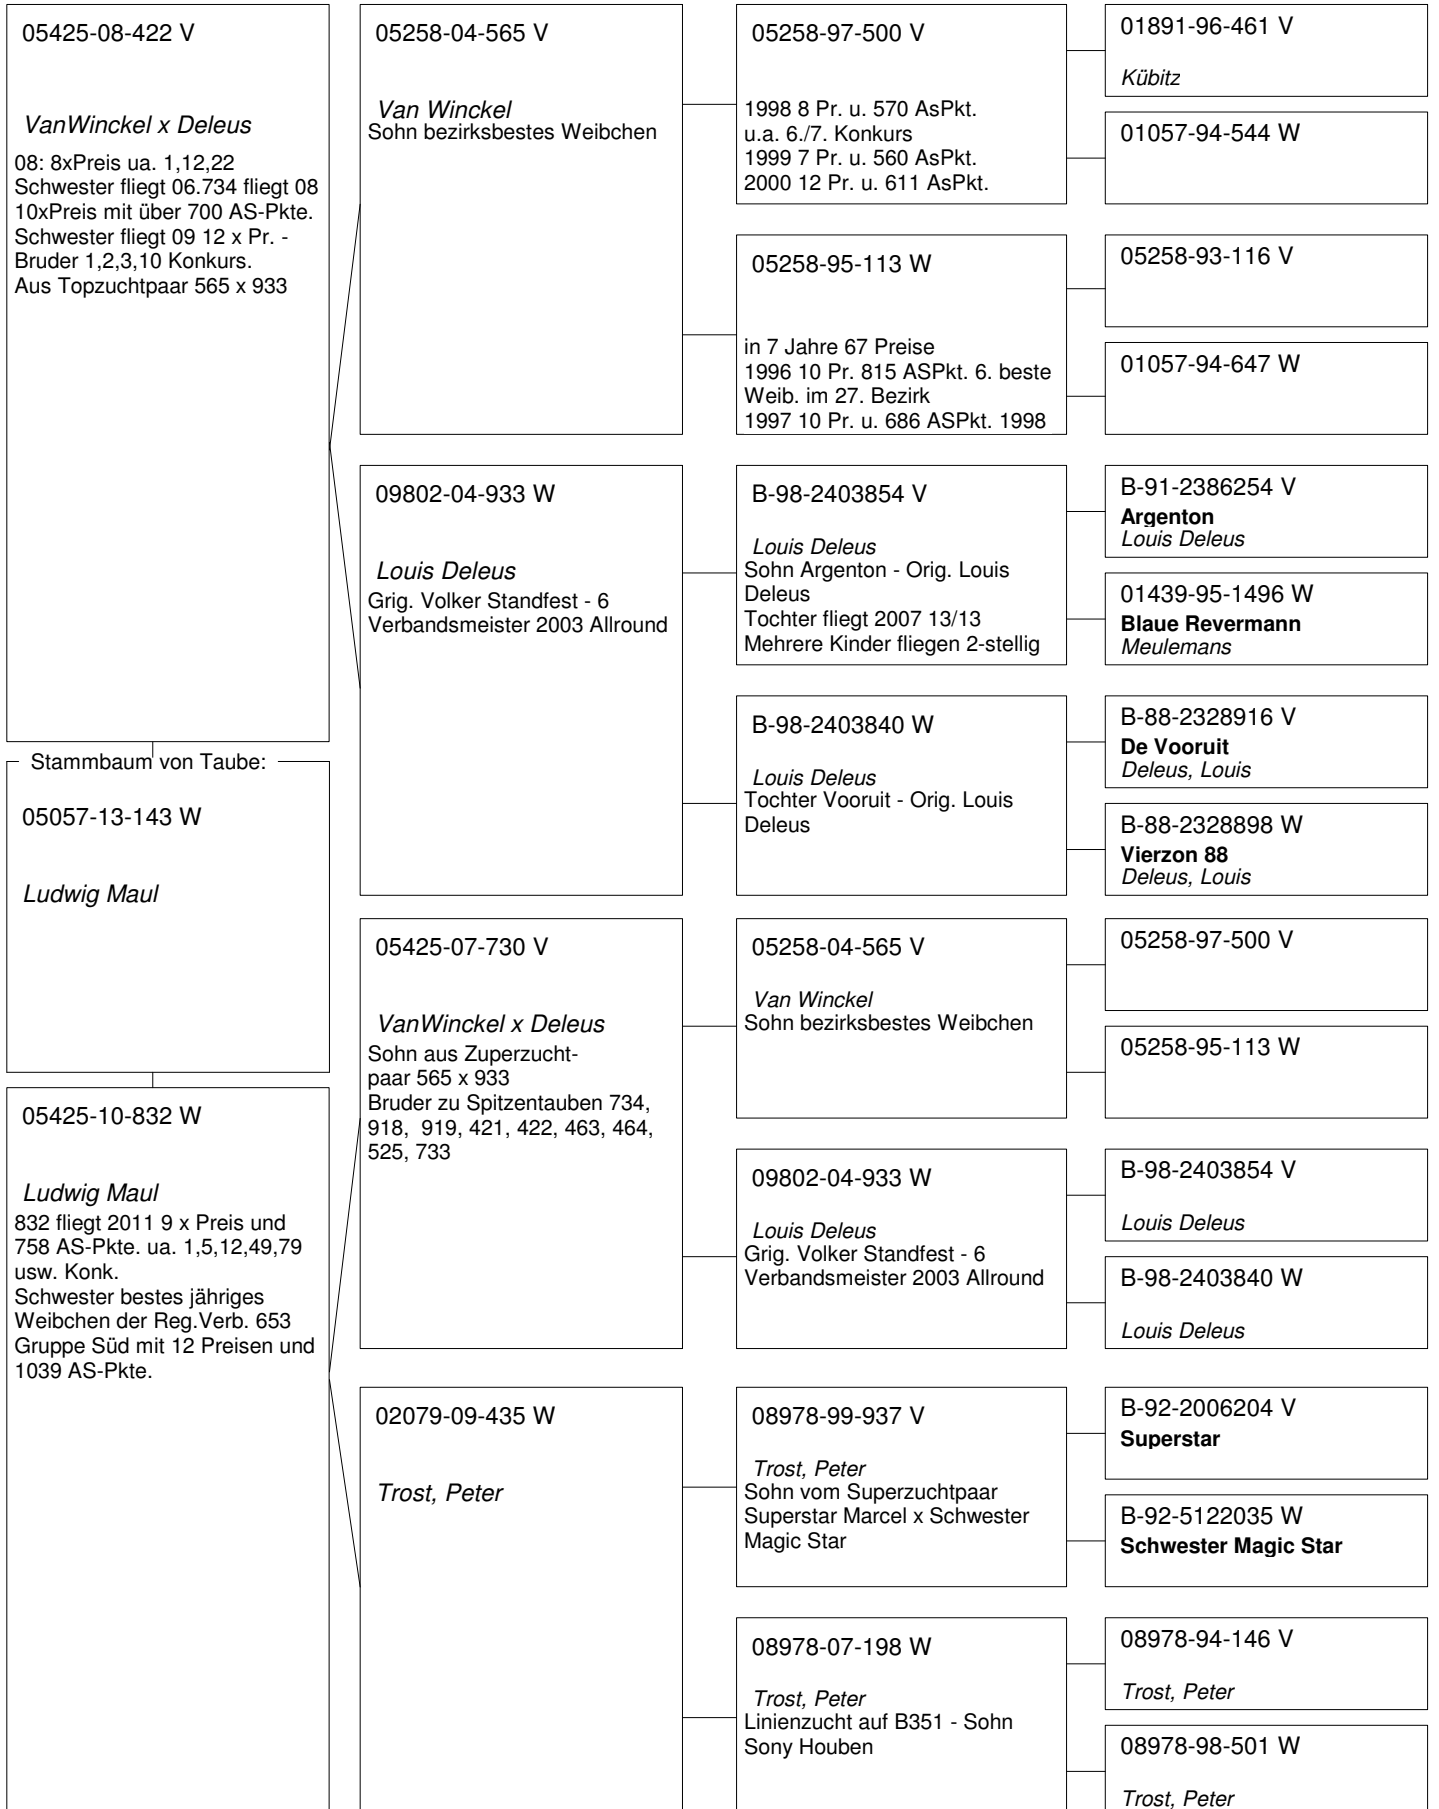 05425-08-422 V
VanWinckel x Deleus
08: 8xPreis ua. 1,12,22
Schwester fliegt 06.734 fliegt 08
10xPreis mit über 700 AS-Pkte.
Schwester fliegt 09 12 x Pr. -
Bruder 1,2,3,10 Konkurs.
Aus Topzuchtpaar 565 x 933
Stammbaum von Taube:
05057-13-143 W
Ludwig Maul
05425-10-832 W
Ludwig Maul
832 fliegt 2011 9 x Preis und
758 AS-Pkte. ua. 1,5,12,49,79
usw. Konk.
Schwester bestes jähriges
Weibchen der Reg.Verb. 653
Gruppe Süd mit 12 Preisen und
1039 AS-Pkte.
05258-04-565 V
Van Winckel
Sohn bezirksbestes Weibchen
09802-04-933 W
Louis Deleus
Grig. Volker Standfest - 6
Verbandsmeister 2003 Allround
05425-07-730 V
VanWinckel x Deleus
Sohn aus Zuperzucht-
paar 565 x 933
Bruder zu Spitzentauben 734,
918,  919, 421, 422, 463, 464,
525, 733
02079-09-435 W
Trost, Peter
05258-97-500 V
1998 8 Pr. u. 570 AsPkt.
u.a. 6./7. Konkurs
1999 7 Pr. u. 560 AsPkt.
2000 12 Pr. u. 611 AsPkt.
05258-95-113 W
in 7 Jahre 67 Preise
1996 10 Pr. 815 ASPkt. 6. beste
Weib. im 27. Bezirk
1997 10 Pr. u. 686 ASPkt. 1998
B-98-2403854 V
Louis Deleus
Sohn Argenton - Orig. Louis
Deleus
Tochter fliegt 2007 13/13
Mehrere Kinder fliegen 2-stellig
B-98-2403840 W
Louis Deleus
Tochter Vooruit - Orig. Louis
Deleus
05258-04-565 V
Van Winckel
Sohn bezirksbestes Weibchen
09802-04-933 W
Louis Deleus
Grig. Volker Standfest - 6
Verbandsmeister 2003 Allround
08978-99-937 V
Trost, Peter
Sohn vom Superzuchtpaar
Superstar Marcel x Schwester
Magic Star
08978-07-198 W
Trost, Peter
Linienzucht auf B351 - Sohn
Sony Houben
01891-96-461 V
Kübitz
01057-94-544 W
05258-93-116 V
01057-94-647 W
B-91-2386254 V
Argenton
Louis Deleus
01439-95-1496 W
Blaue Revermann
Meulemans
B-88-2328916 V
De Vooruit
Deleus, Louis
B-88-2328898 W
Vierzon 88
Deleus, Louis
05258-97-500 V
05258-95-113 W
B-98-2403854 V
Louis Deleus
B-98-2403840 W
Louis Deleus
B-92-2006204 V
Superstar
B-92-5122035 W
Schwester Magic Star
08978-94-146 V
Trost, Peter
08978-98-501 W
Trost, Peter